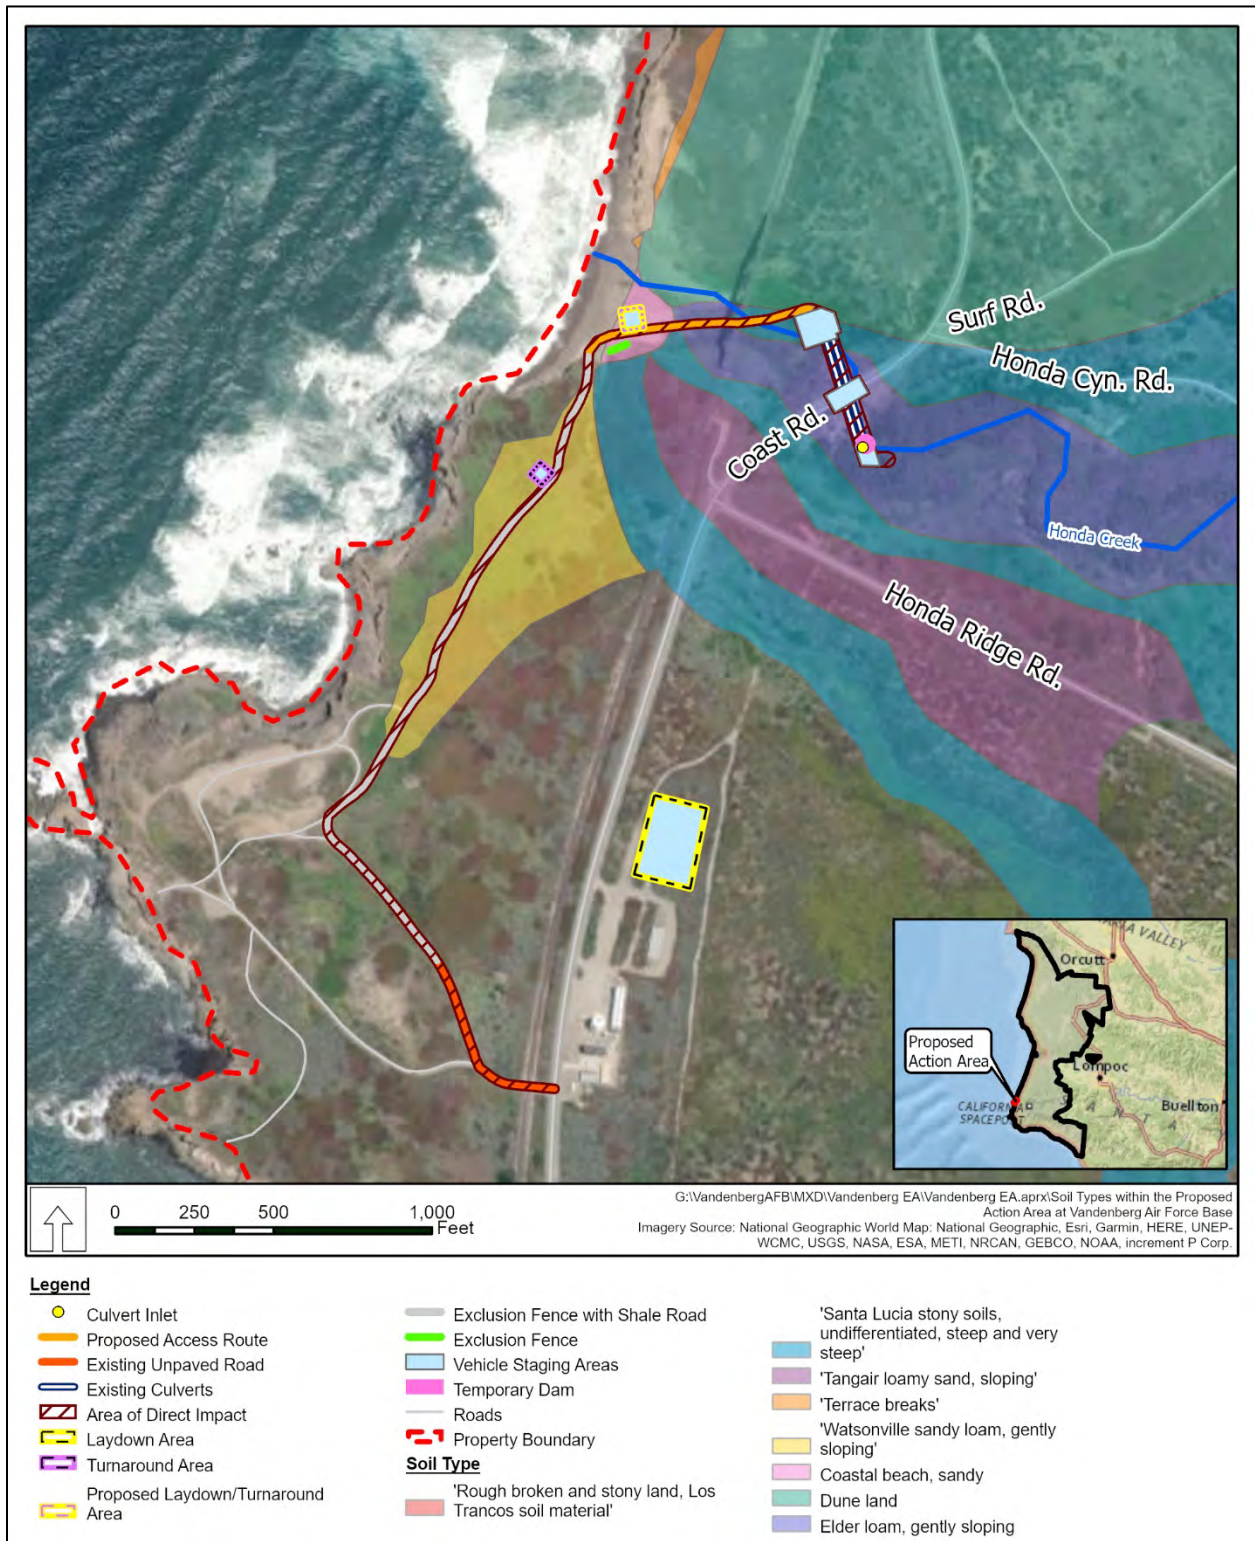 Surf Rd.
Honda Cyn. Rd.
Coast Rd.
Honda Creek
Honda Ridge Rd.
VALLEY
Orcutt
Proposed
Action Area
Lompoc
CALIFORNIA
SPACEPORT
S A N T A
Buellton
0 250 500 1,000
Feet
G:\VandenbergAFB\MXD\Vandenberg EA\Vandenberg EA.aprx\Soil Types within the Proposed
Action Area at Vandenberg Air Force Base
Imagery Source: National Geographic World Map: National Geographic, Esri, Garmin, HERE, UNEP-
WCMC, USGS, NASA, ESA, METI, NRCAN, GEBCO, NOAA, increment P Corp.
Legend
Culvert Inlet
Proposed Access Route
Existing Unpaved Road
Existing Culverts
Area of Direct Impact
Laydown Area
Turnaround Area
Proposed Laydown/Turnaround
Area
Exclusion Fence with Shale Road
Exclusion Fence
Vehicle Staging Areas
Temporary Dam
Roads
Property Boundary
Soil Type
'Rough broken and stony land, Los
Trancos soil material'
'Santa Lucia stony soils,
undifferentiated, steep and very
steep'
'Tangair loamy sand, sloping'
'Terrace breaks'
'Watsonville sandy loam, gently
sloping'
Coastal beach, sandy
Dune land
Elder loam, gently sloping